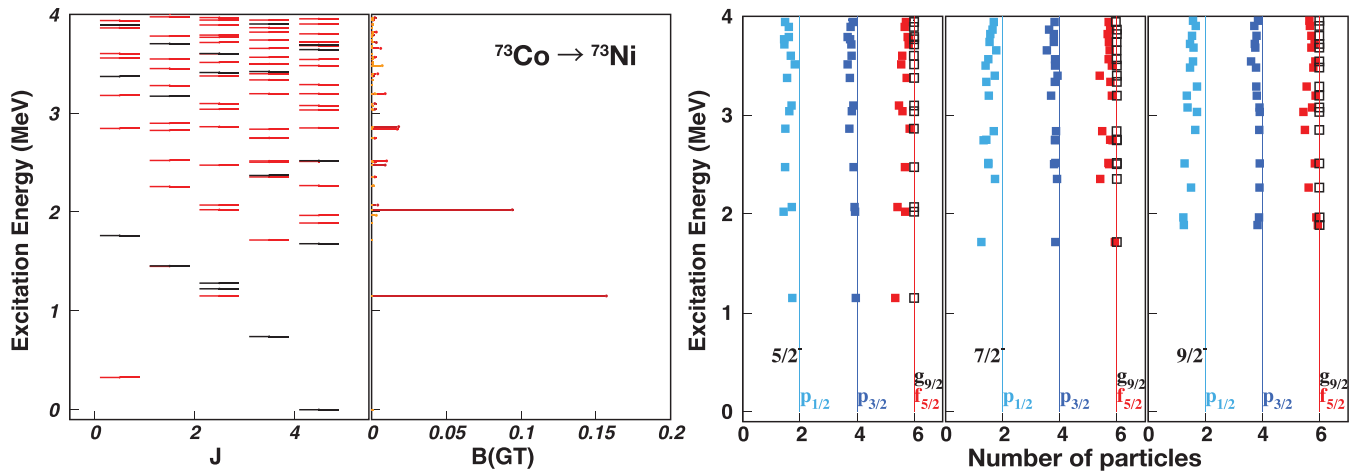 Excitation Energy (MeV)
4
3
2
1
0
0
2
4
J
⁷³Co → ⁷³Ni
0
0.05
0.1
0.15
0.2
B(GT)
Excitation Energy (MeV)
4
3
2
1
0
5/2⁻
p₁/₂
p₃/₂
g₉/₂
f₅/₂
7/2⁻
p₁/₂
p₃/₂
g₉/₂
f₅/₂
9/2⁻
p₁/₂
p₃/₂
g₉/₂
f₅/₂
0 2 4 6 0 2 4 6 0 2 4 6
Number of particles